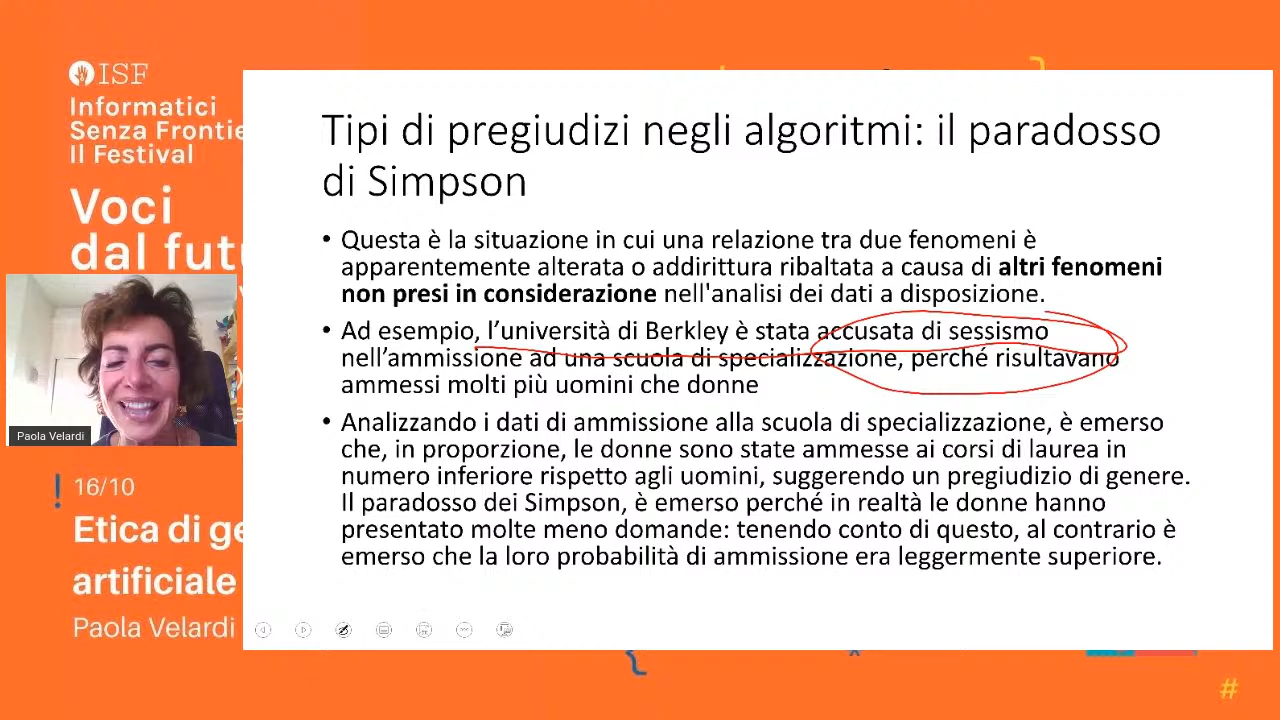 ISF
Informatici
Senza Frontie
Il Festival
Voci
dal futu
Paola Velardi
16/10
Etica di ge
artificiale
Paola Velardi
Tipi di pregiudizi negli algoritmi: il paradosso
di Simpson
• Questa è la situazione in cui una relazione tra due fenomeni è
apparentemente alterata o addirittura ribaltata a causa di altri fenomeni
non presi in considerazione nell'analisi dei dati a disposizione.
• Ad esempio, l’università di Berkley è stata accusata di sessismo
nell’ammissione ad una scuola di specializzazione, perché risultavano
ammessi molti più uomini che donne
• Analizzando i dati di ammissione alla scuola di specializzazione, è emerso
che, in proporzione, le donne sono state ammesse ai corsi di laurea in
numero inferiore rispetto agli uomini, suggerendo un pregiudizio di genere.
Il paradosso dei Simpson, è emerso perché in realtà le donne hanno
presentato molte meno domande: tenendo conto di questo, al contrario è
emerso che la loro probabilità di ammissione era leggermente superiore.
#